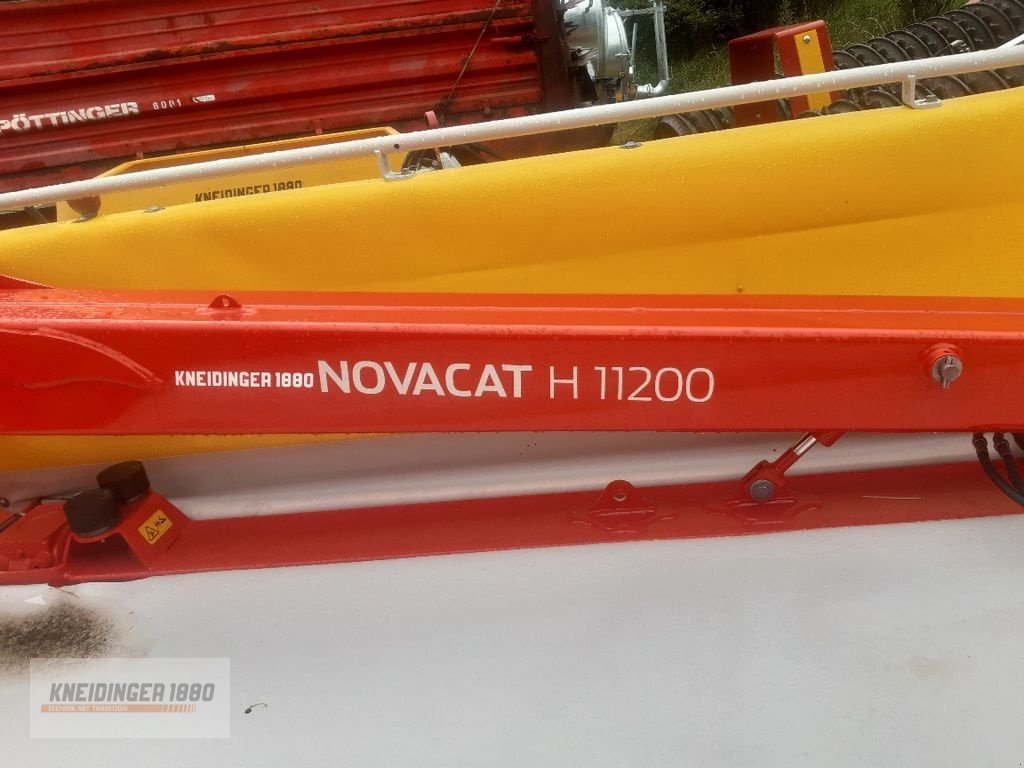 PÖTTINGER 6001
KNEIDINGER 1880
KNEIDINGER 1880 NOVACAT H 11200
KNEIDINGER 1880
TECHNIK MIT TRADITION